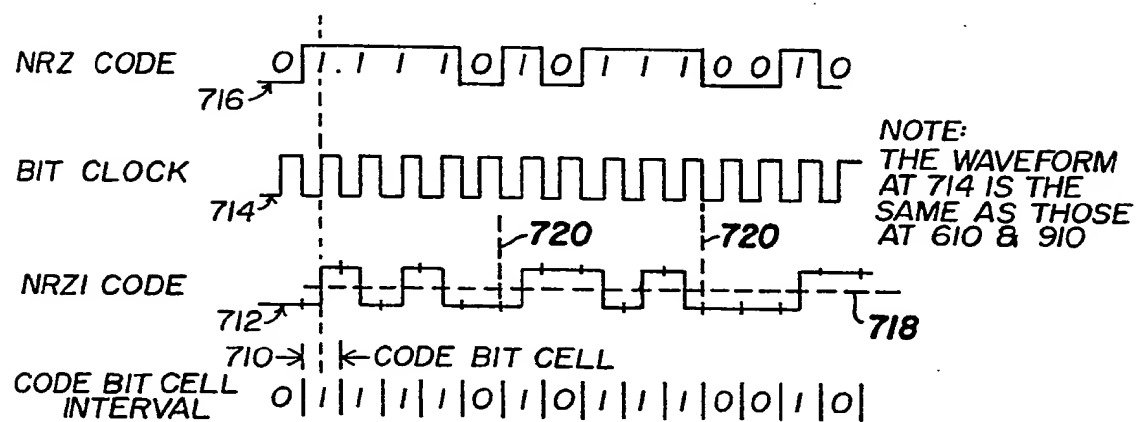 NRZ CODE
0 1 . 1 1 1 0 1 0 1 1 1 0 0 1 0
716
BIT CLOCK
714
NOTE:
THE WAVEFORM
AT 714 IS THE
SAME AS THOSE
AT 610 & 910
720
720
NRZI CODE
712
718
710
CODE BIT CELL
CODE BIT CELL
INTERVAL
0|1|1|1|1|0|1|0|1|1|1|0|0|1|0|